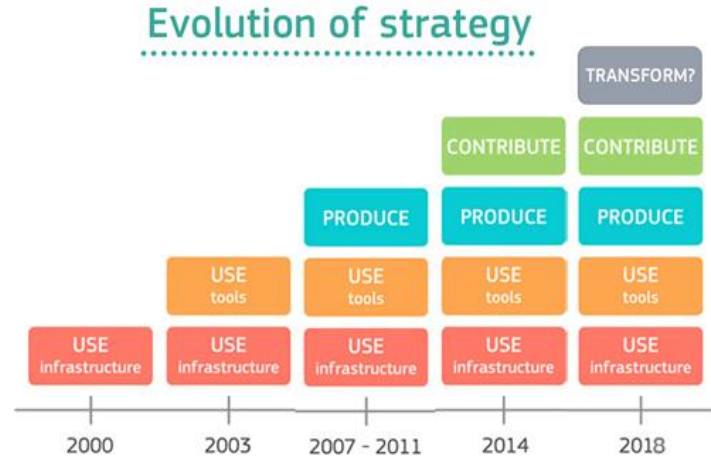 Evolution of strategy
TRANSFORM?
CONTRIBUTE CONTRIBUTE
PRODUCE PRODUCE PRODUCE
USE USE USE USE
tools tools tools tools
USE USE USE USE USE
infrastructure infrastructure infrastructure infrastructure infrastructure
2000 2003 2007 - 2011 2014 2018